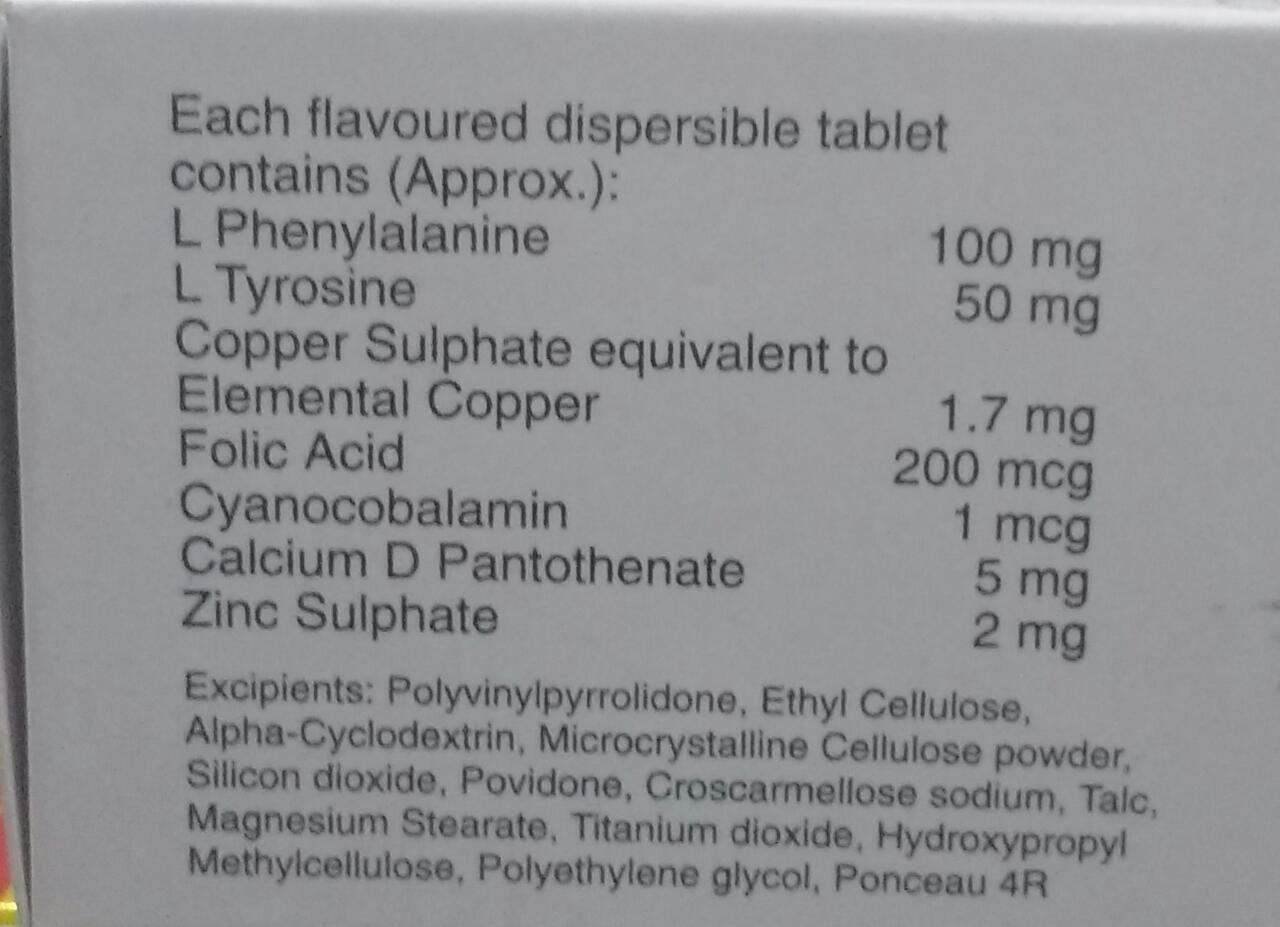 Each flavoured dispersible tablet
contains (Approx.):
L Phenylalanine 100 mg
L Tyrosine 50 mg
Copper Sulphate equivalent to
Elemental Copper 1.7 mg
Folic Acid 200 mcg
Cyanocobalamin 1 mcg
Calcium D Pantothenate 5 mg
Zinc Sulphate 2 mg
Excipients: Polyvinylpyrrolidone, Ethyl Cellulose,
Alpha-Cyclodextrin, Microcrystalline Cellulose powder,
Silicon dioxide, Povidone, Croscarmellose sodium, Talc,
Magnesium Stearate, Titanium dioxide, Hydroxypropyl
Methylcellulose, Polyethylene glycol, Ponceau 4R